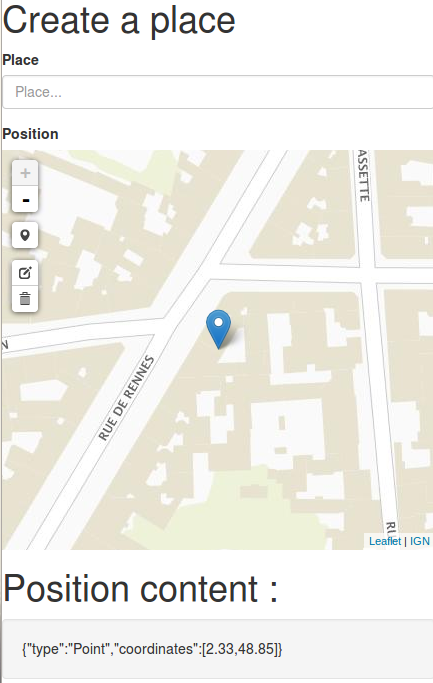 Create a place
Place
Place...
Position
+
-
ASSETTE
N
RUE DE RENNES
RU
Leaflet | IGN
Position content :
{"type":"Point","coordinates":[2.33,48.85]}